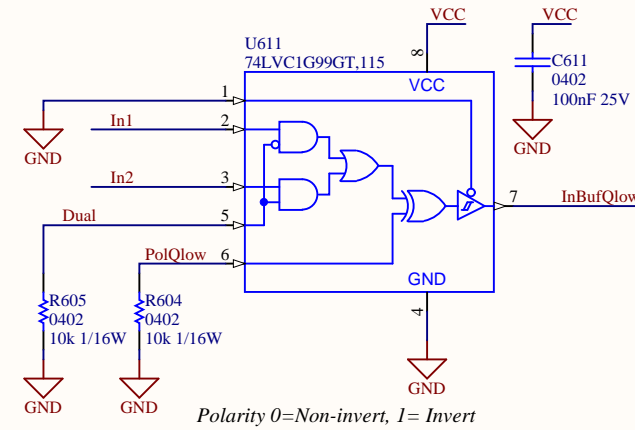 VCC
VCC
U611
74LVC1G99GT,115
8
VCC
C611
0402
100nF 25V
1
GND
In1
2
GND
In2
3
Dual
5
7
InBufQlow
PolQlow
6
GND
4
R605
0402
10k 1/16W
R604
0402
10k 1/16W
GND
GND
GND
Polarity 0=Non-invert, 1= Invert